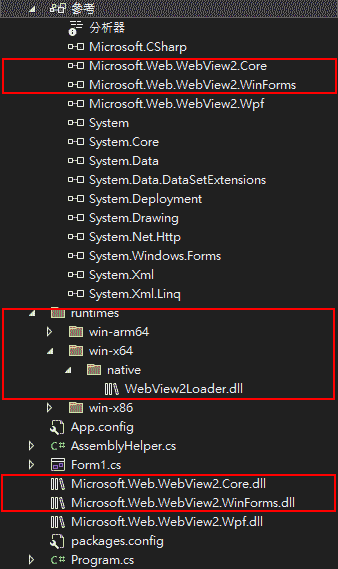 參考
分析器
Microsoft.CSharp
Microsoft.Web.WebView2.Core
Microsoft.Web.WebView2.WinForms
Microsoft.Web.WebView2.Wpf
System
System.Core
System.Data
System.Data.DataSetExtensions
System.Deployment
System.Drawing
System.Net.Http
System.Windows.Forms
System.Xml
System.Xml.Linq
runtimes
win-arm64
win-x64
native
WebView2Loader.dll
win-x86
App.config
C# AssemblyHelper.cs
Form1.cs
Microsoft.Web.WebView2.Core.dll
Microsoft.Web.WebView2.WinForms.dll
Microsoft.Web.WebView2.Wpf.dll
packages.config
C# Program.cs